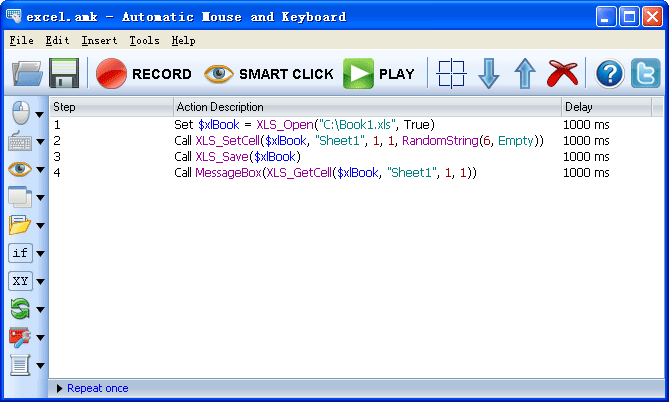 excel.amk - Automatic Mouse and Keyboard
File Edit Insert Tools Help
RECORD SMART CLICK PLAY
Step Action Description Delay
1 Set $xlBook = XLS_Open("C:\Book1.xls", True) 1000 ms
2 Call XLS_SetCell($xlBook, "Sheet1", 1, 1, RandomString(6, Empty)) 1000 ms
3 Call XLS_Save($xlBook) 1000 ms
4 Call MessageBox(XLS_GetCell($xlBook, "Sheet1", 1, 1)) 1000 ms
if
XY
Repeat once